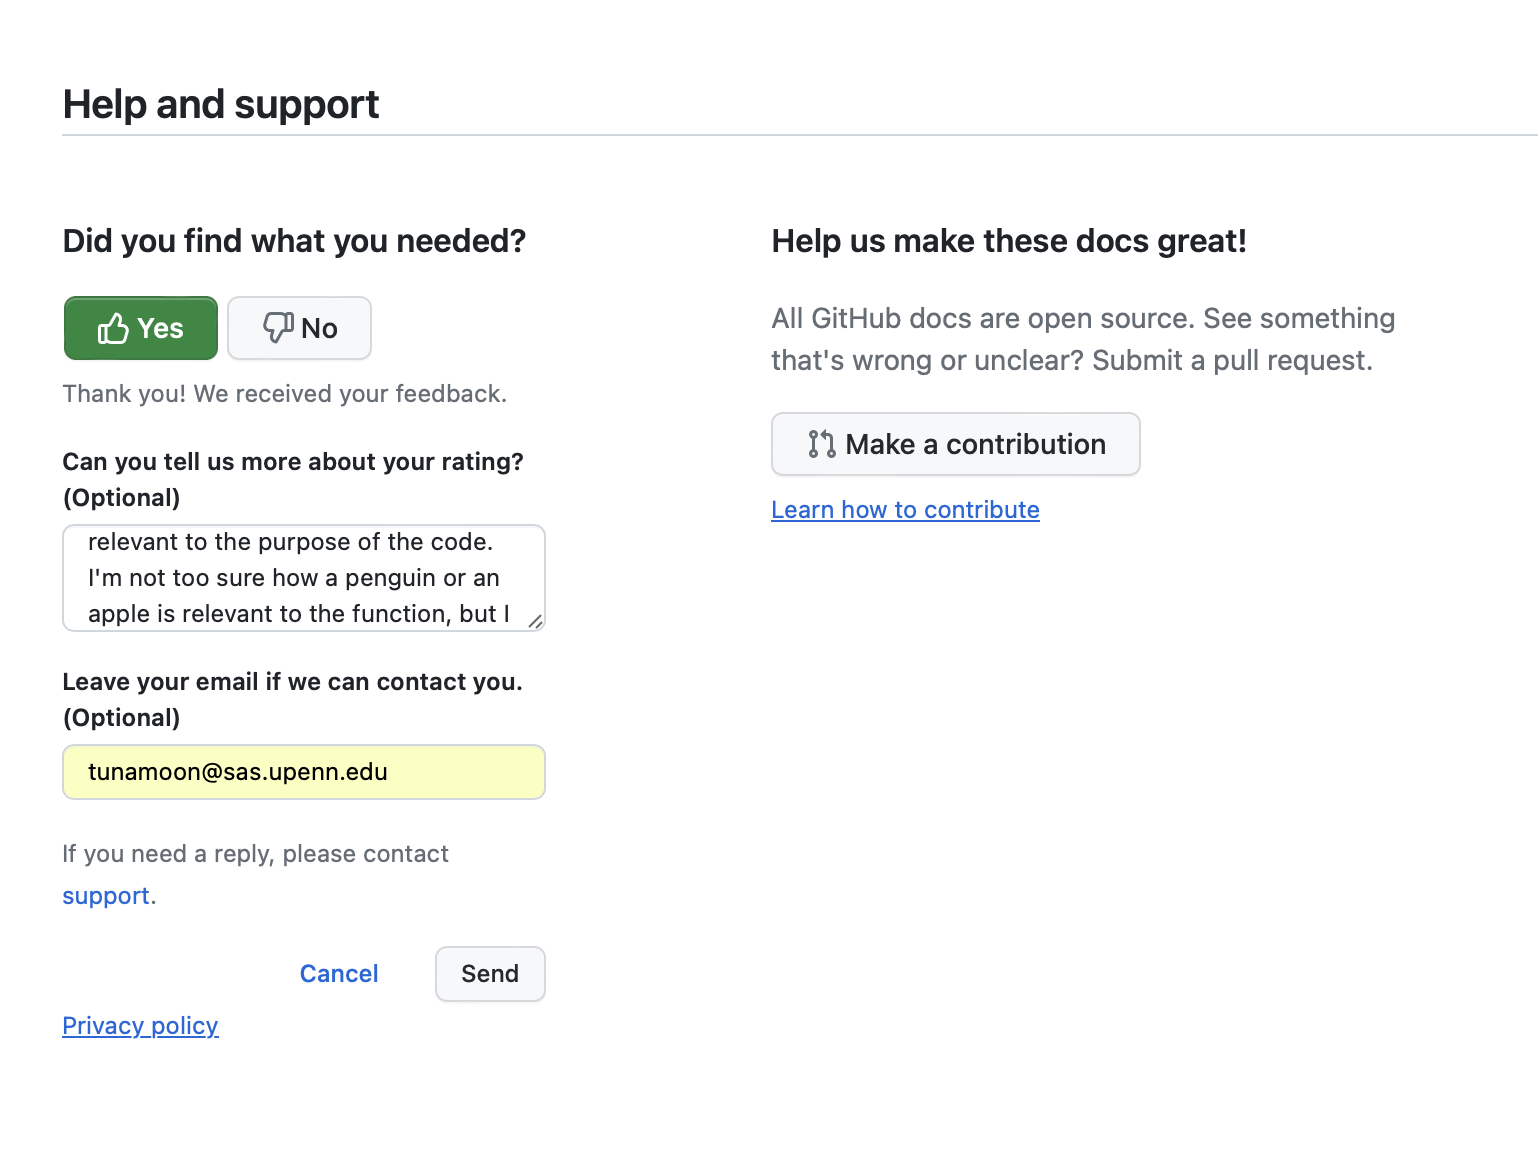 Help and support
Did you find what you needed?
Yes
No
Thank you! We received your feedback.
Can you tell us more about your rating?
(Optional)
relevant to the purpose of the code.
I'm not too sure how a penguin or an
apple is relevant to the function, but I
Leave your email if we can contact you.
(Optional)
tunamoon@sas.upenn.edu
If you need a reply, please contact
support.
Cancel
Send
Privacy policy
Help us make these docs great!
All GitHub docs are open source. See something
that's wrong or unclear? Submit a pull request.
Make a contribution
Learn how to contribute